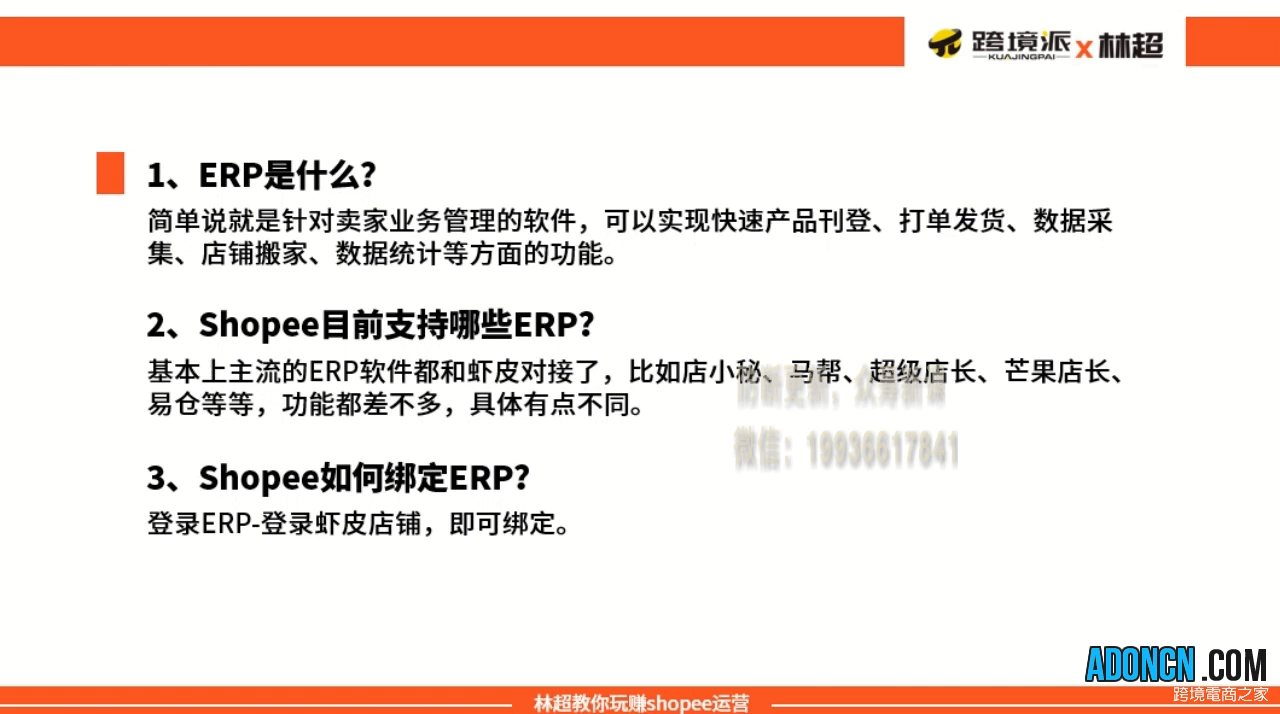 跨境派 x 林超
KUAJINGPAI
1、ERP是什么?
简单说就是针对卖家业务管理的软件，可以实现快速产品刊登、打单发货、数据采
集、店铺搬家、数据统计等方面的功能。
2、Shopee目前支持哪些ERP?
基本上主流的ERP软件都和虾皮对接了，比如店小秘、马帮、超级店长、芒果店长、
易仓等等，功能都差不多，具体有点不同。
微信：19936617841
3、Shopee如何绑定ERP?
登录ERP-登录虾皮店铺，即可绑定。
ADONCN.COM
跨境電商之家
林超教你玩赚shopee运营